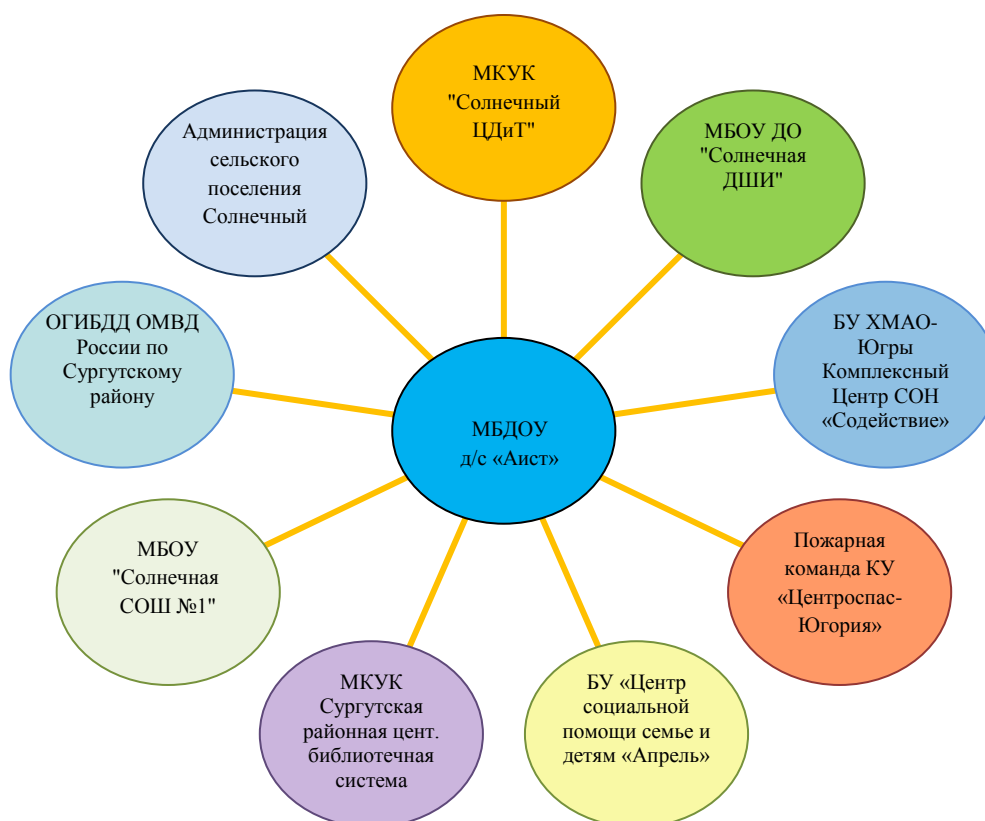 МКУК
"Солнечный
ЦДиТ"
МБОУ ДО
"Солнечная
ДШИ"
БУ ХМАО-
Югры
Комплексный
Центр СОН
«Содействие»
Пожарная
команда КУ
«Центроспас-
Югория»
БУ «Центр
социальной
помощи семье и
детям «Апрель»
МКУК
Сургутская
районная цент.
библиотечная
система
МБОУ
"Солнечная
СОШ №1"
ОГИБДД ОМВД
России по
Сургутскому
району
Администрация
сельского
поселения
Солнечный
МБДОУ
д/с «Аист»